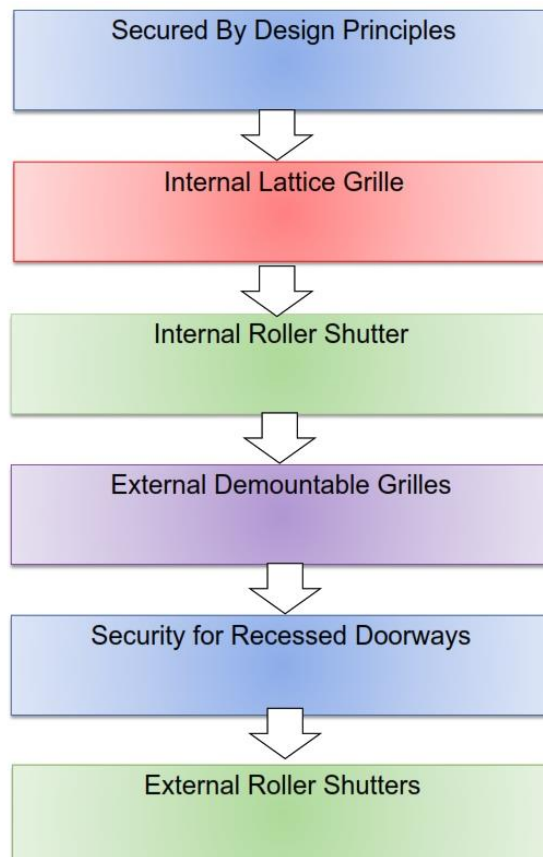 Secured By Design Principles
Internal Lattice Grille
Internal Roller Shutter
External Demountable Grilles
Security for Recessed Doorways
External Roller Shutters